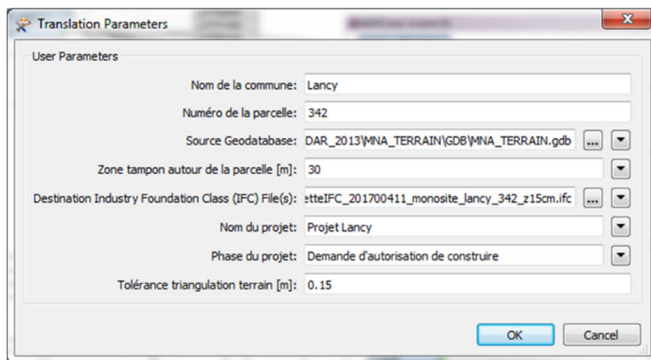 Translation Parameters
User Parameters
Nom de la commune: Lancy
Numéro de la parcelle: 342
Source Geodatabase: DAR_2013\MNA_TERRAIN\GDB\MNA_TERRAIN.gdb ...
Zone tampon autour de la parcelle [m]: 30
Destination Industry Foundation Class (IFC) File(s): etteIFC_201700411_monosite_lancy_342_z15cm.ifc ...
Nom du projet: Projet Lancy
Phase du projet: Demande d'autorisation de construire
Tolérance triangulation terrain [m]: 0.15
OK Cancel